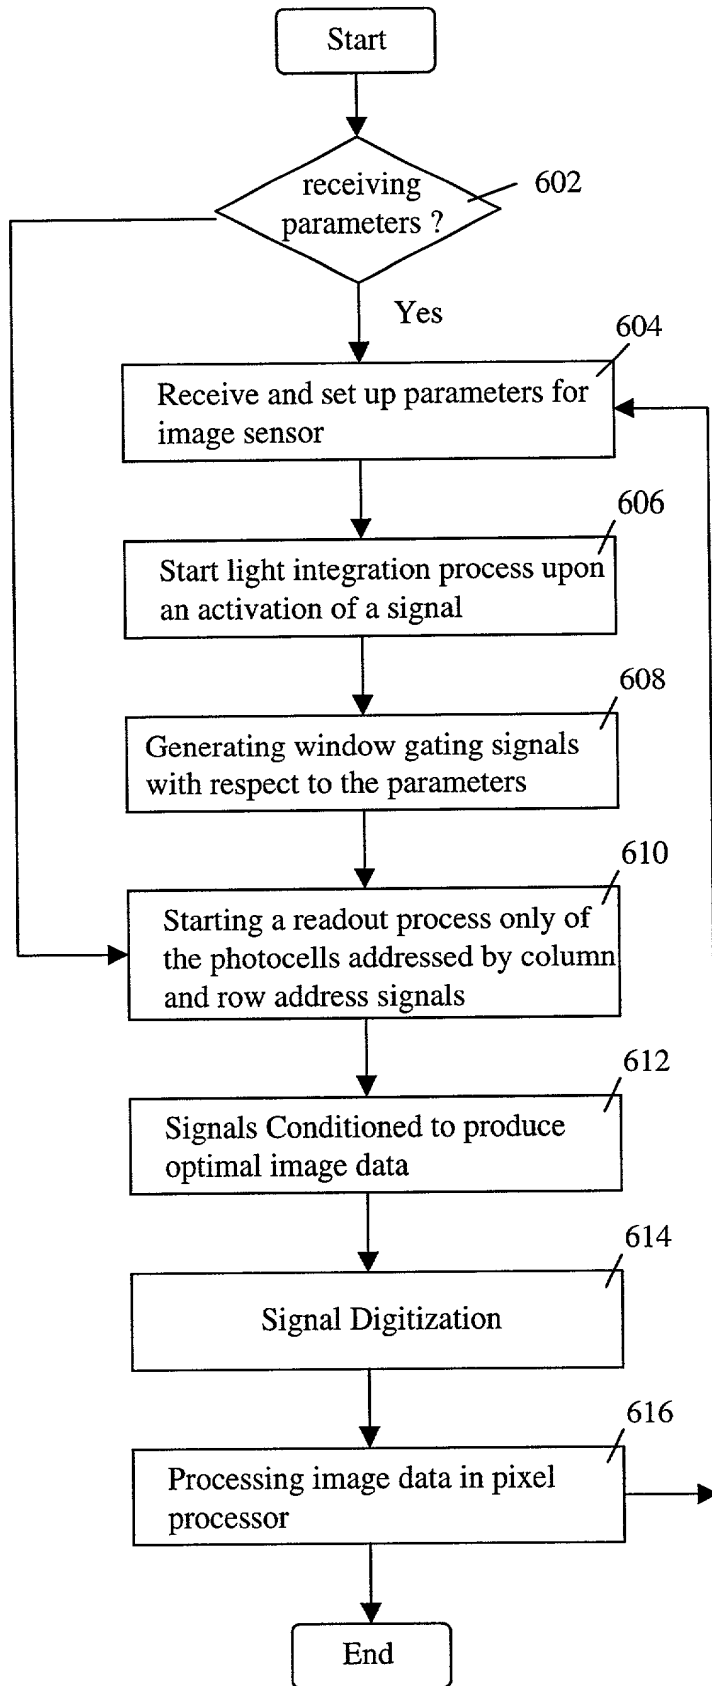 Start
receiving
parameters ?
602
Yes
604
Receive and set up parameters for
image sensor
606
Start light integration process upon
an activation of a signal
608
Generating window gating signals
with respect to the parameters
610
Starting a readout process only of
the photocells addressed by column
and row address signals
612
Signals Conditioned to produce
optimal image data
614
Signal Digitization
616
Processing image data in pixel
processor
End